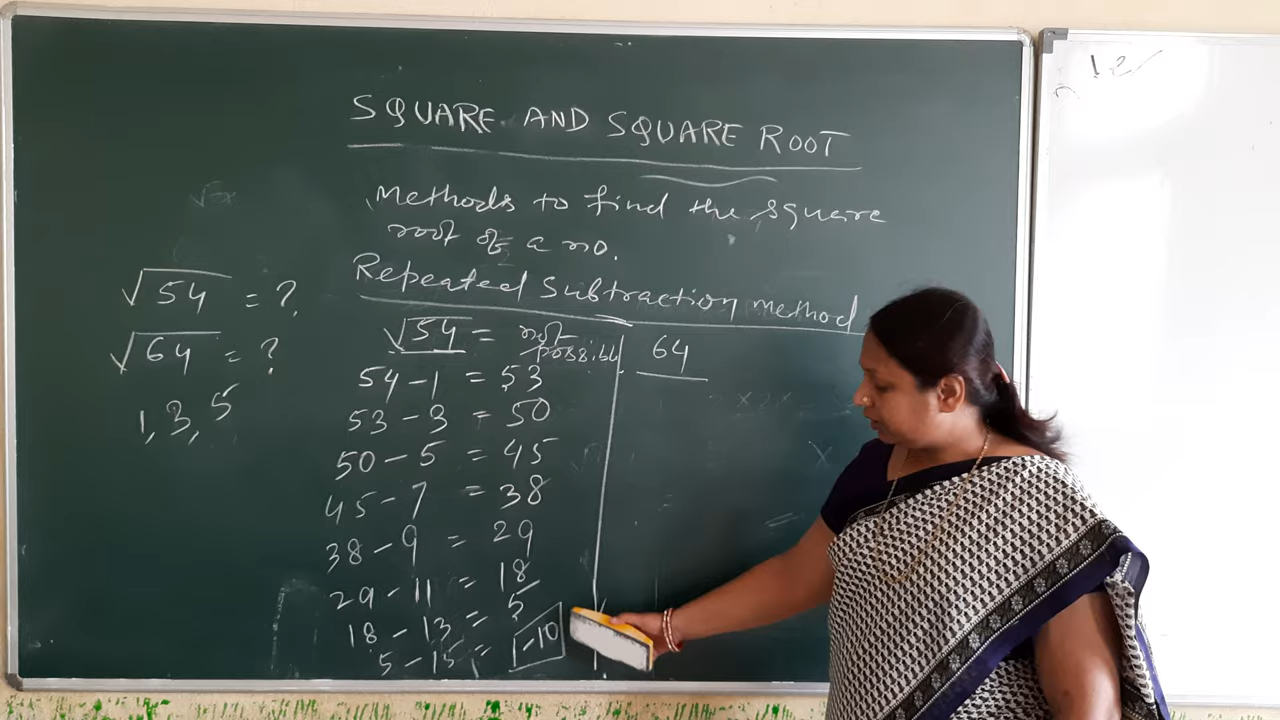 SQUARE AND SQUARE ROOT
Methods to find the square
root of a no.
Repeated Subtraction method
√54 = ?
√64 = ?
1, 3, 5
√54 = not possible
54 - 1 = 53
53 - 3 = 50
50 - 5 = 45
45 - 7 = 38
38 - 9 = 29
29 - 11 = 18
18 - 13 = 5
5 - 15 = -10
64